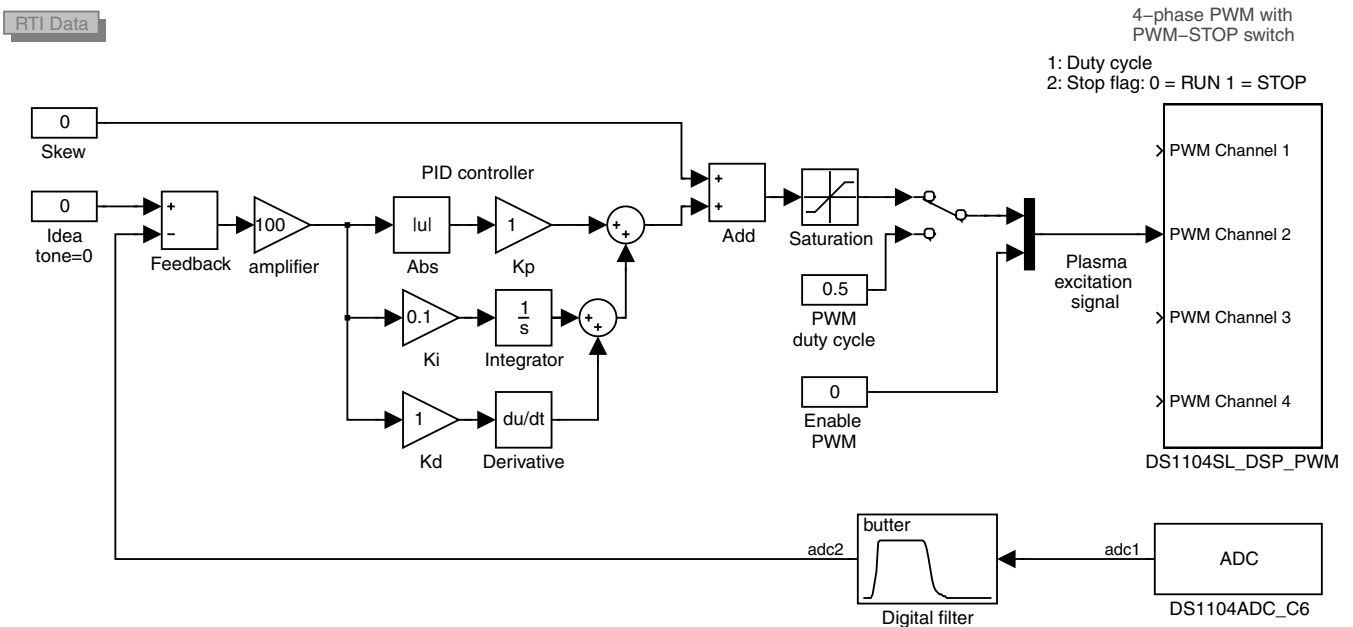 RTI Data
4−phase PWM with
PWM−STOP switch
1: Duty cycle
2: Stop flag: 0 = RUN 1 = STOP
0
Skew
PID controller
0
Idea
tone=0
+
−
Feedback
100
amplifier
|u|
Abs
1
Kp
+
+
+
+
Add
Saturation
0.1
Ki
1
s
Integrator
+
+
1
Kd
du/dt
Derivative
0.5
PWM
duty cycle
0
Enable
PWM
Plasma
excitation
signal
PWM Channel 1
PWM Channel 2
PWM Channel 3
PWM Channel 4
DS1104SL_DSP_PWM
adc2
butter
Digital filter
adc1
ADC
DS1104ADC_C6